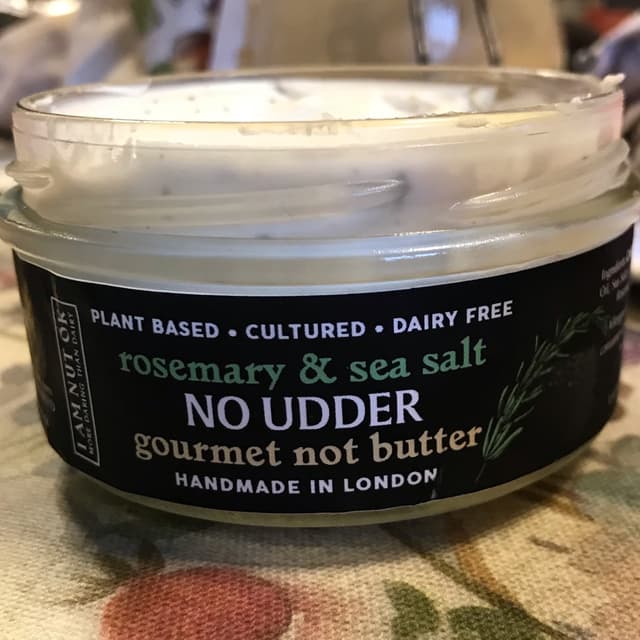 I AM NUT OK
PLANT BASED • CULTURED • DAIRY FREE
rosemary & sea salt
NO UDDER
gourmet not butter
HANDMADE IN LONDON